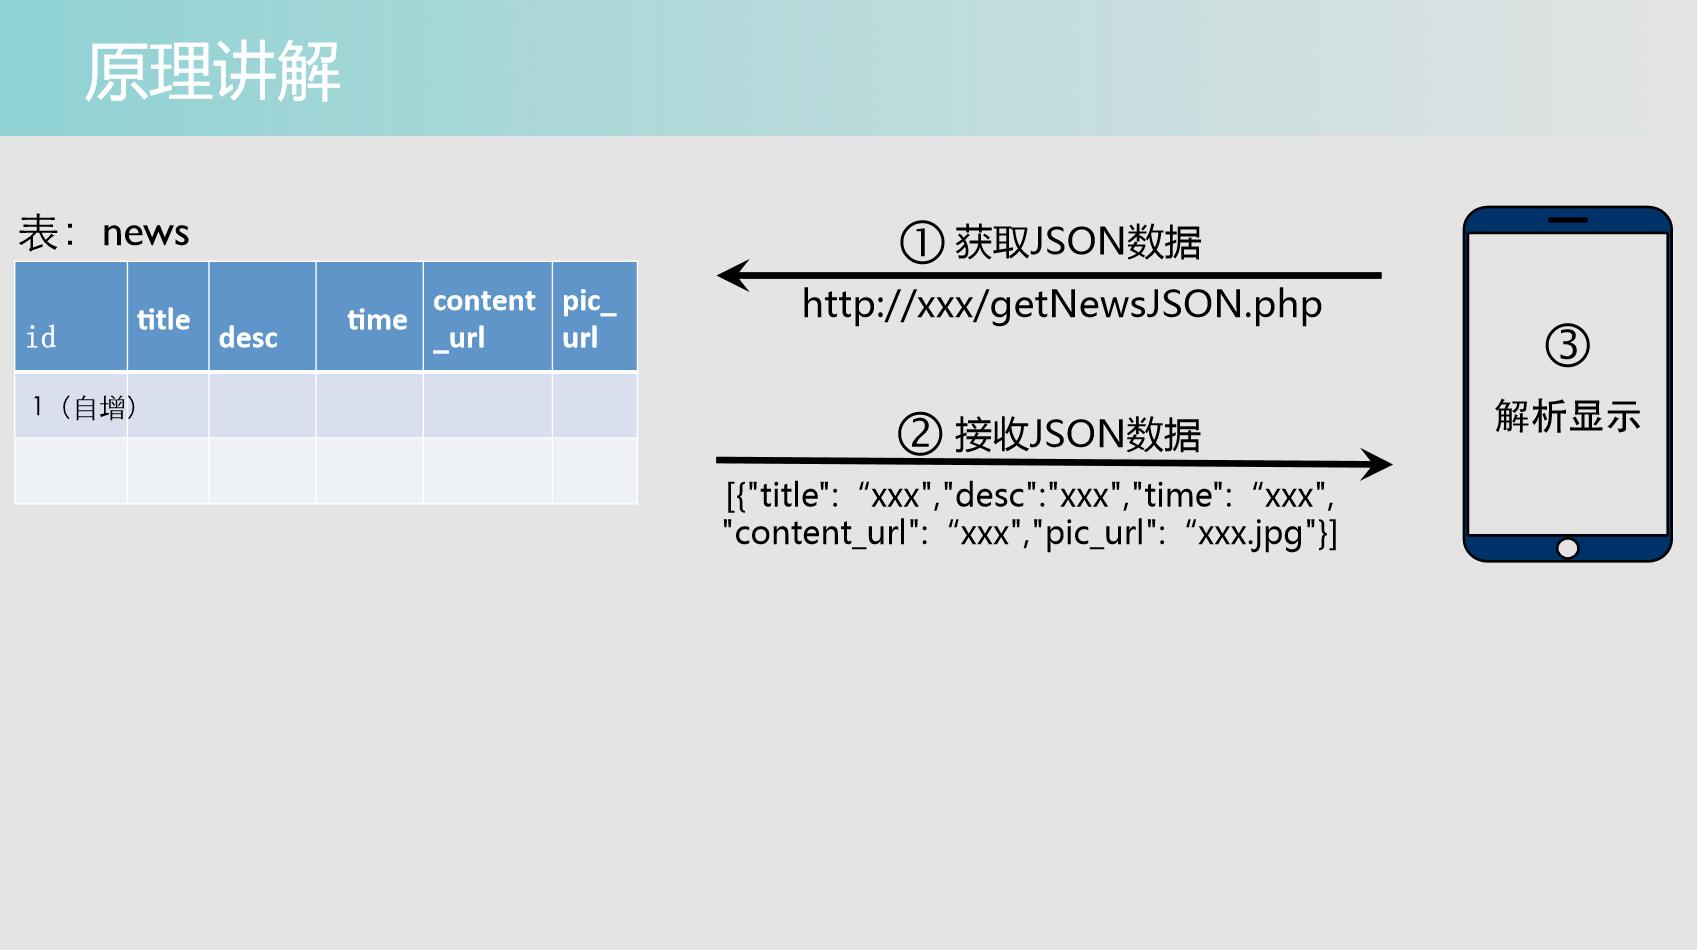 原理讲解
表：news
id title desc time content_url pic_url
1（自增）
① 获取JSON数据
http://xxx/getNewsJSON.php
② 接收JSON数据
[{"title": “xxx","desc":"xxx","time": “xxx",
"content_url": “xxx","pic_url": “xxx.jpg"}]
③
解析显示